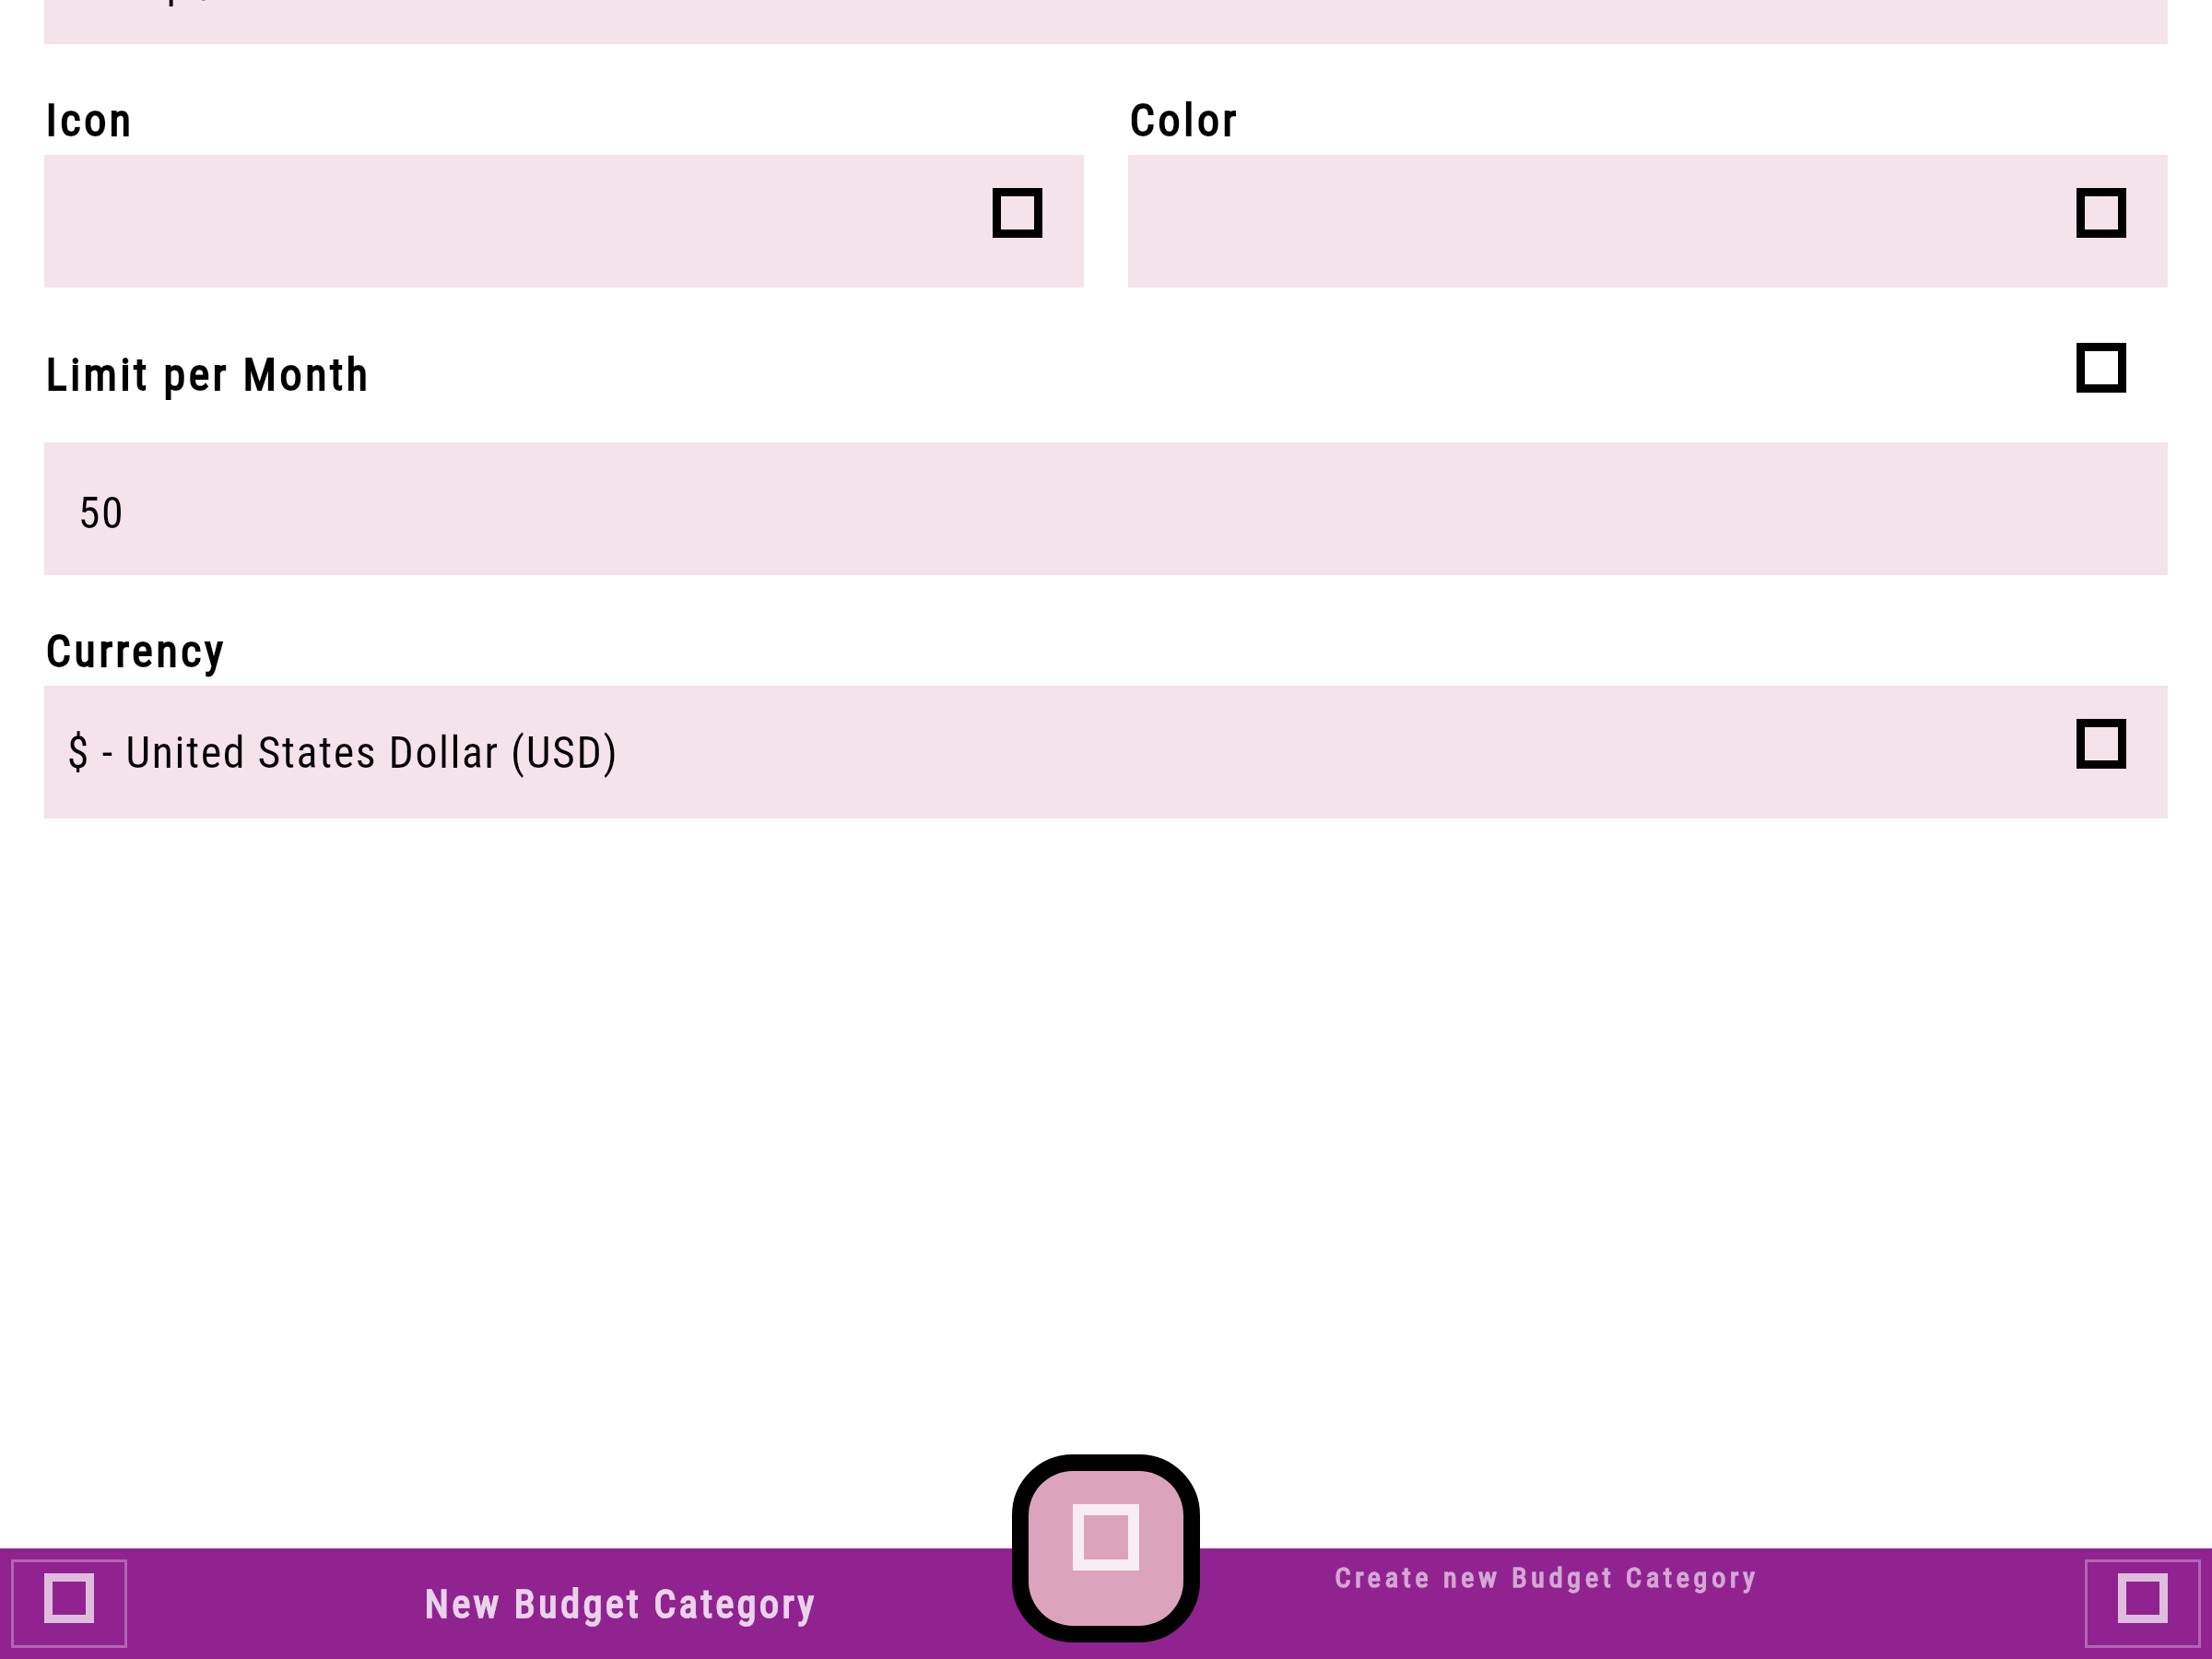 Icon
Color
Limit per Month
50
Currency
$ - United States Dollar (USD)
New Budget Category
Create new Budget Category